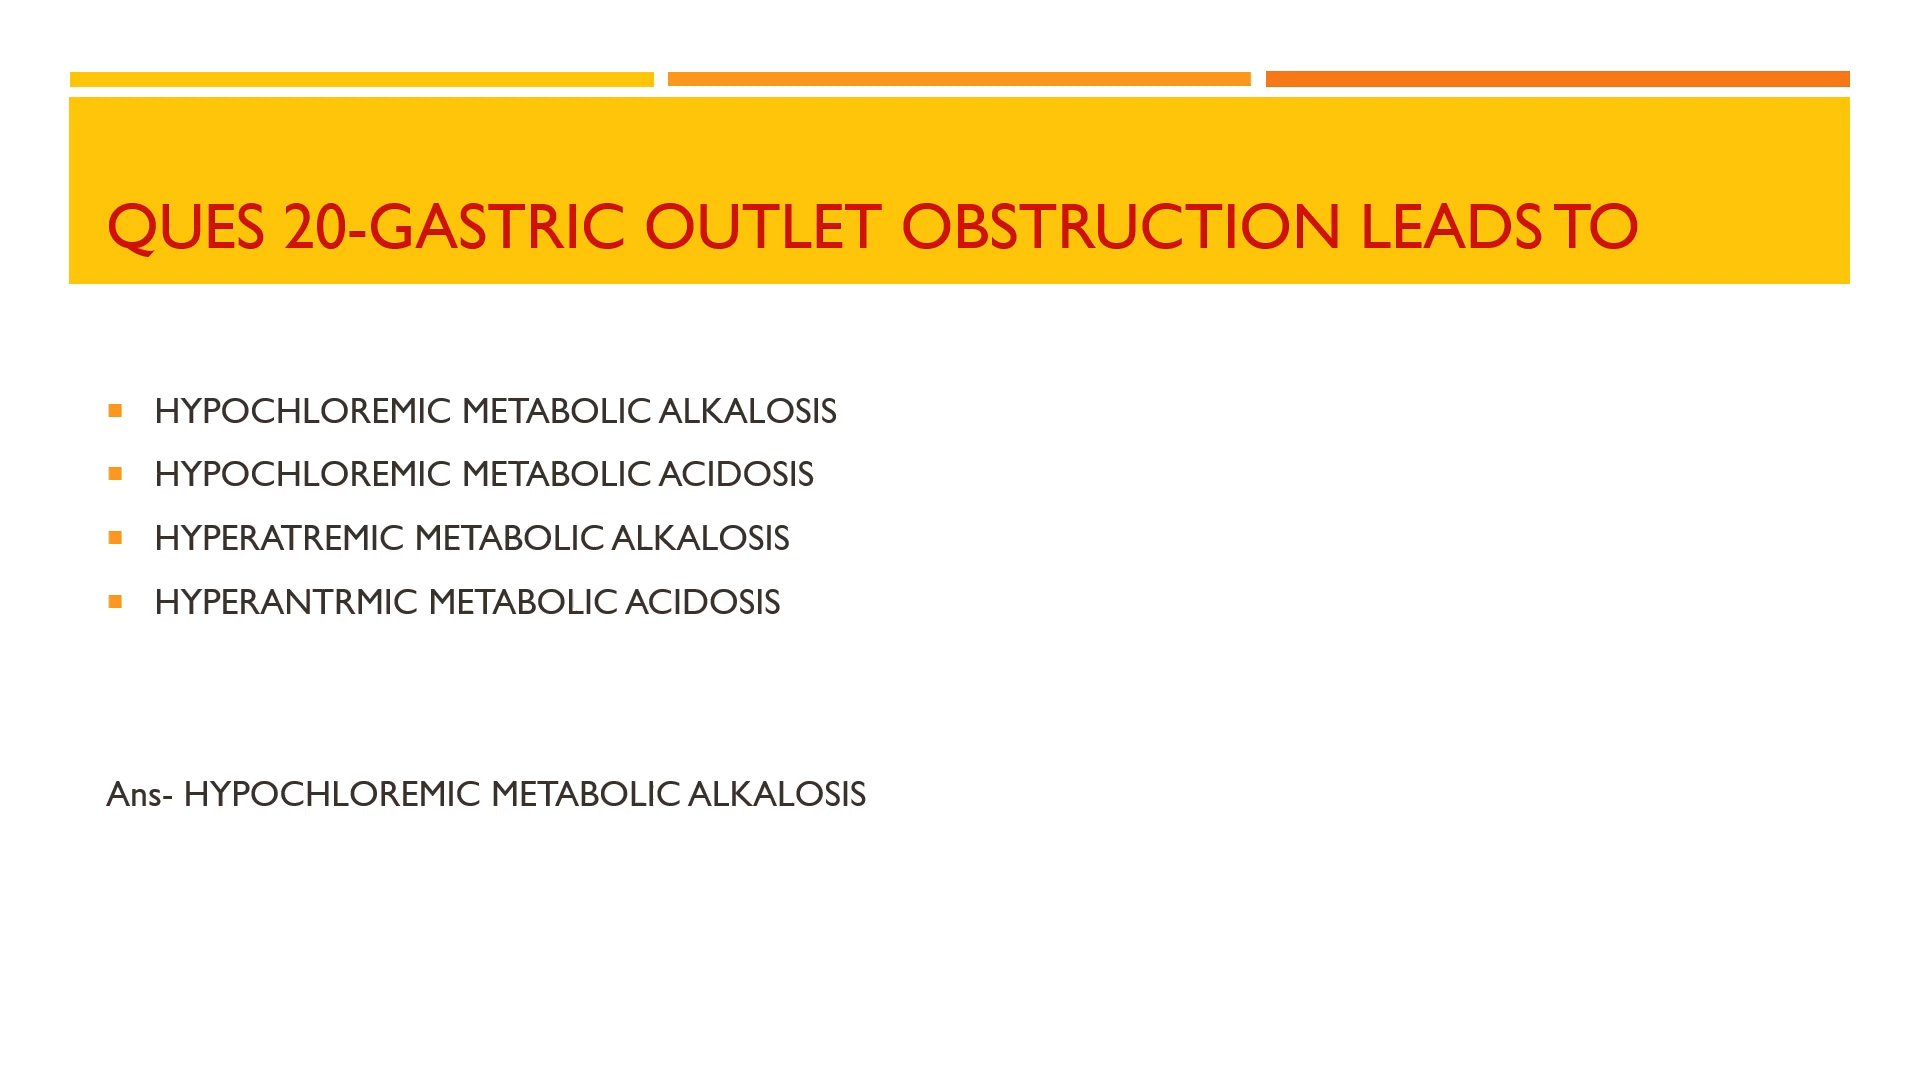 QUES 20-GASTRIC OUTLET OBSTRUCTION LEADS TO
HYPOCHLOREMIC METABOLIC ALKALOSIS
HYPOCHLOREMIC METABOLIC ACIDOSIS
HYPERATREMIC METABOLIC ALKALOSIS
HYPERANTRMIC METABOLIC ACIDOSIS
Ans- HYPOCHLOREMIC METABOLIC ALKALOSIS